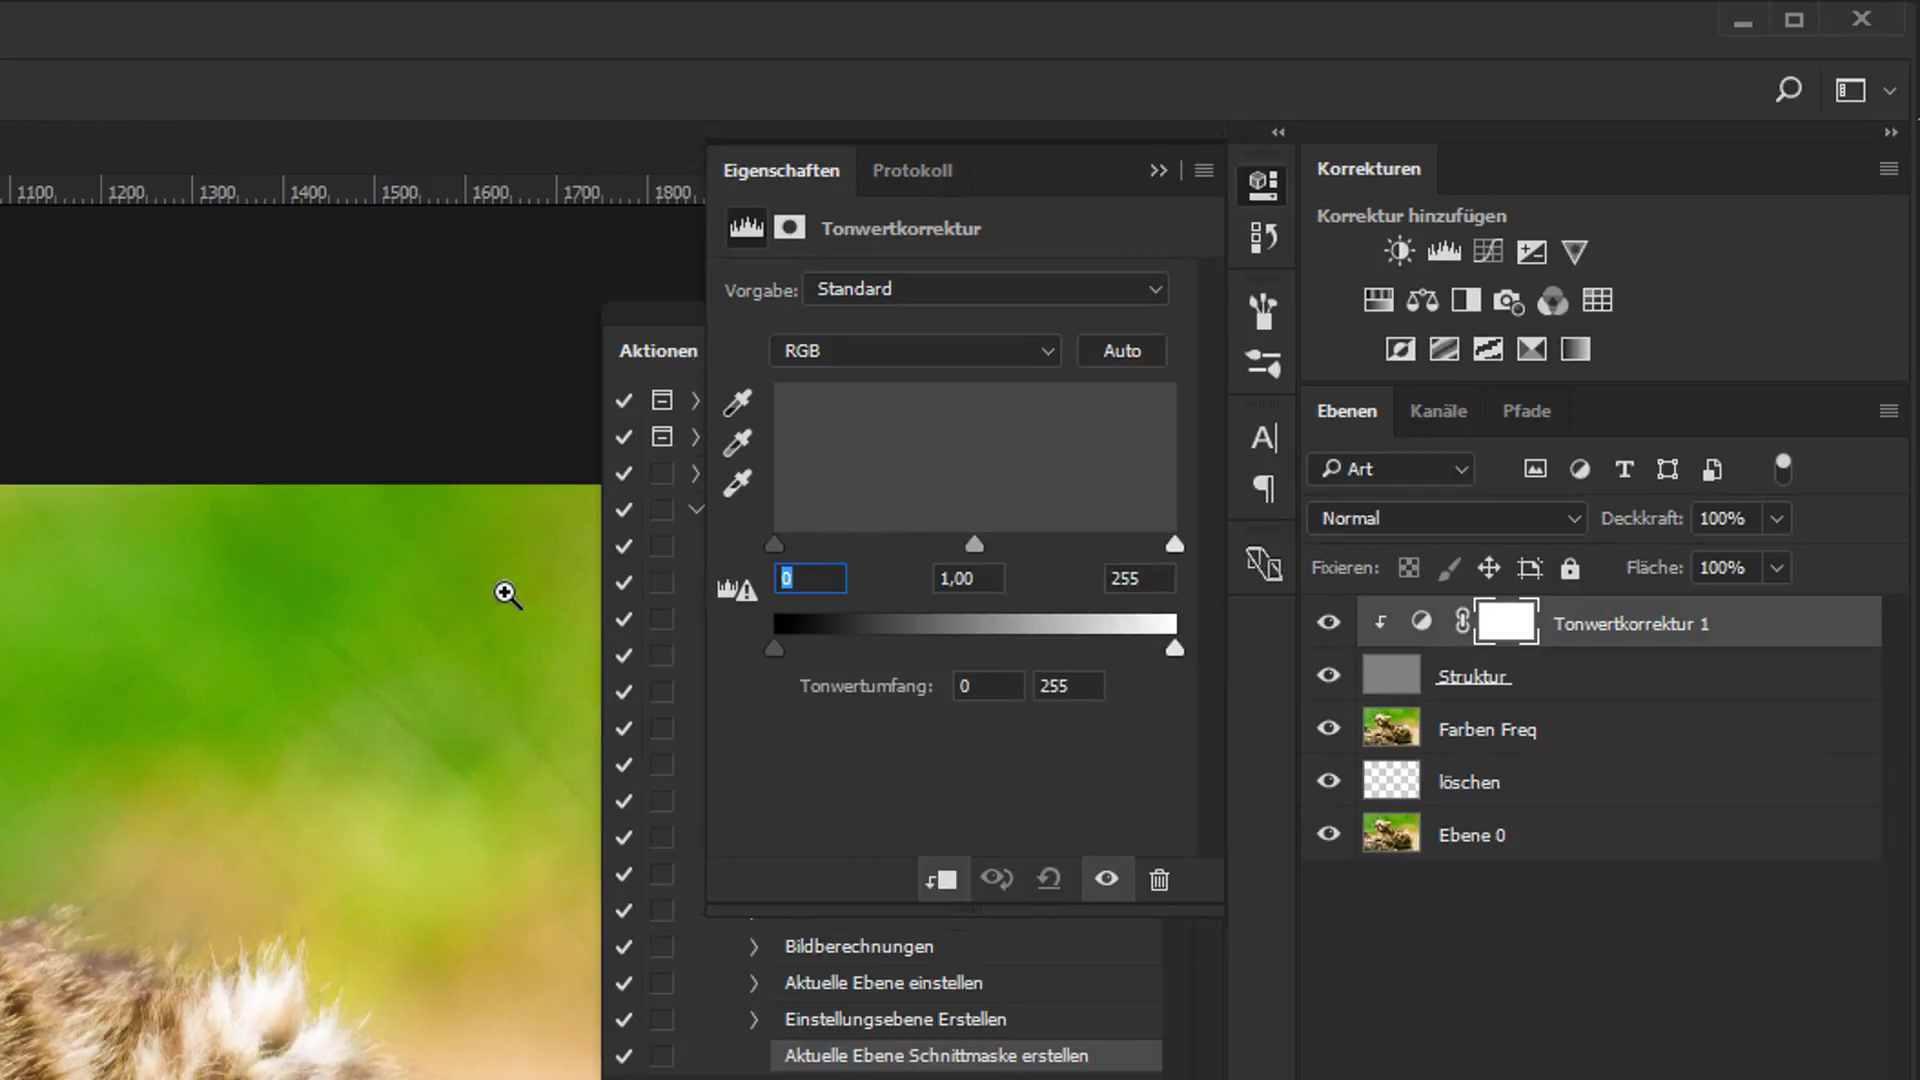 1100 1200 1300 1400 1500 1600 1700 1800
Eigenschaften Protokoll
Tonwertkorrektur
Vorgabe: Standard
RGB Auto
0 1,00 255
Tonwertumfang: 0 255
Aktionen
Bildberechnungen
Aktuelle Ebene einstellen
Einstellungsebene Erstellen
Aktuelle Ebene Schnittmaske erstellen
Korrekturen
Korrektur hinzufügen
Ebenen Kanäle Pfade
Art
Normal Deckkraft: 100%
Fixieren: Fläche: 100%
Tonwertkorrektur 1
Struktur
Farben Freq
löschen
Ebene 0